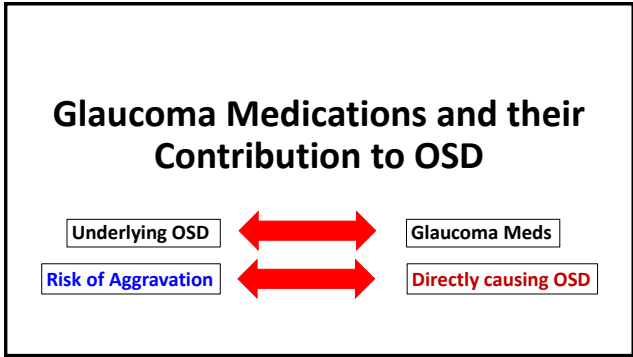 Glaucoma Medications and their
Contribution to OSD
Underlying OSD
Glaucoma Meds
Risk of Aggravation
Directly causing OSD